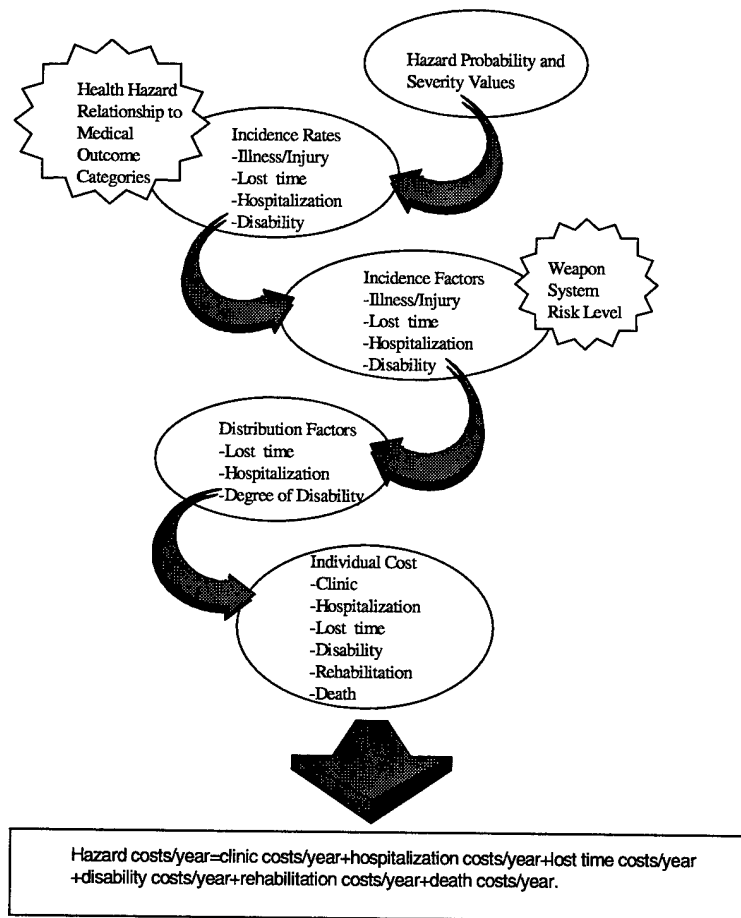 Hazard Probability and
Severity Values
Health Hazard
Relationship to
Medical
Outcome
Categories
Incidence Rates
-Illness/Injury
-Lost time
-Hospitalization
-Disability
Incidence Factors
-Illness/Injury
-Lost time
-Hospitalization
-Disability
Weapon
System
Risk Level
Distribution Factors
-Lost time
-Hospitalization
-Degree of Disability
Individual Cost
-Clinic
-Hospitalization
-Lost time
-Disability
-Rehabilitation
-Death
Hazard costs/year=clinic costs/year+hospitalization costs/year+lost time costs/year
+disability costs/year+rehabilitation costs/year+death costs/year.